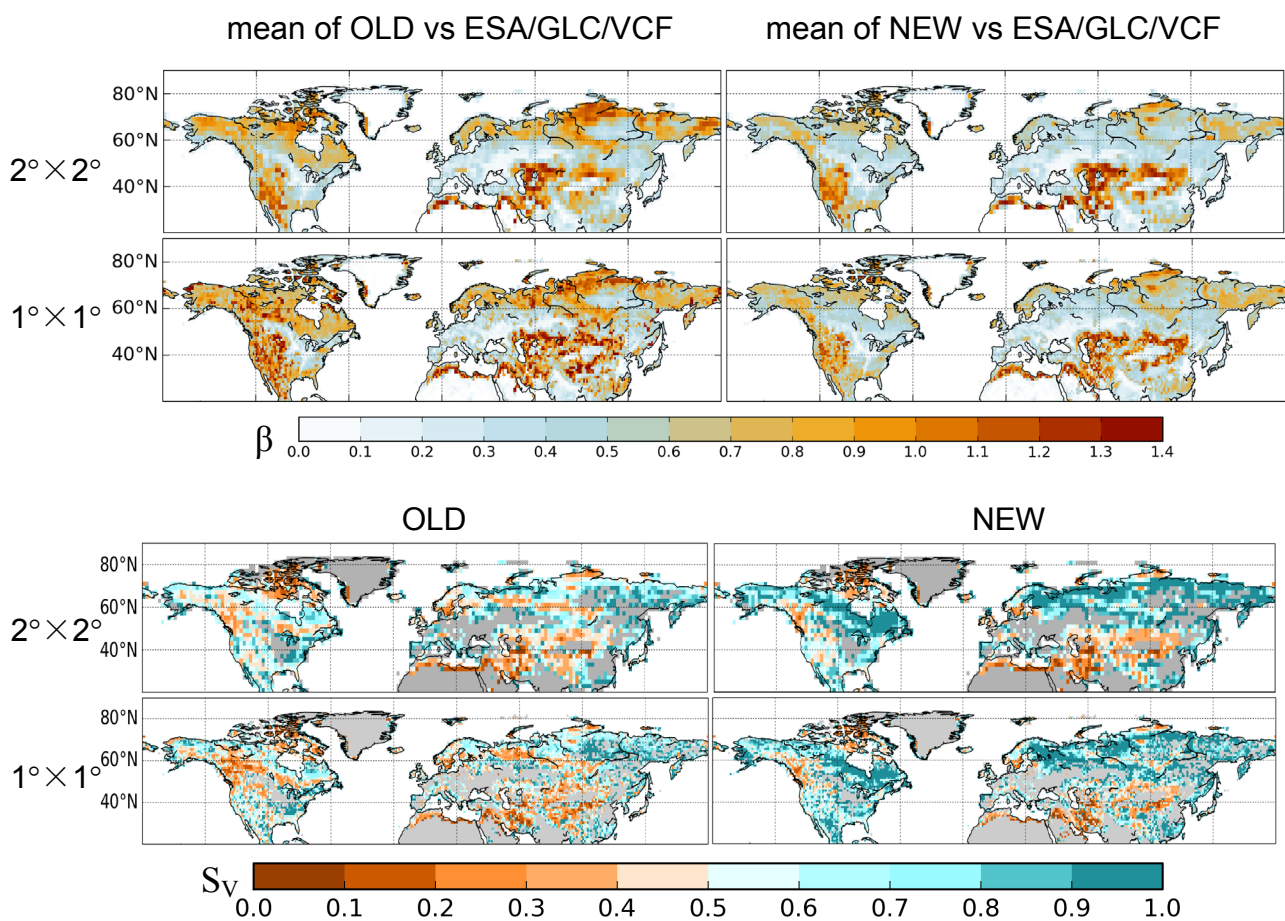 mean of OLD vs ESA/GLC/VCF mean of NEW vs ESA/GLC/VCF
80°N
2°×2° 60°N
40°N
80°N
1°×1° 60°N
40°N
β 0.0 0.1 0.2 0.3 0.4 0.5 0.6 0.7 0.8 0.9 1.0 1.1 1.2 1.3 1.4
OLD NEW
80°N
2°×2° 60°N
40°N
80°N
1°×1° 60°N
40°N
S_V 0.0 0.1 0.2 0.3 0.4 0.5 0.6 0.7 0.8 0.9 1.0